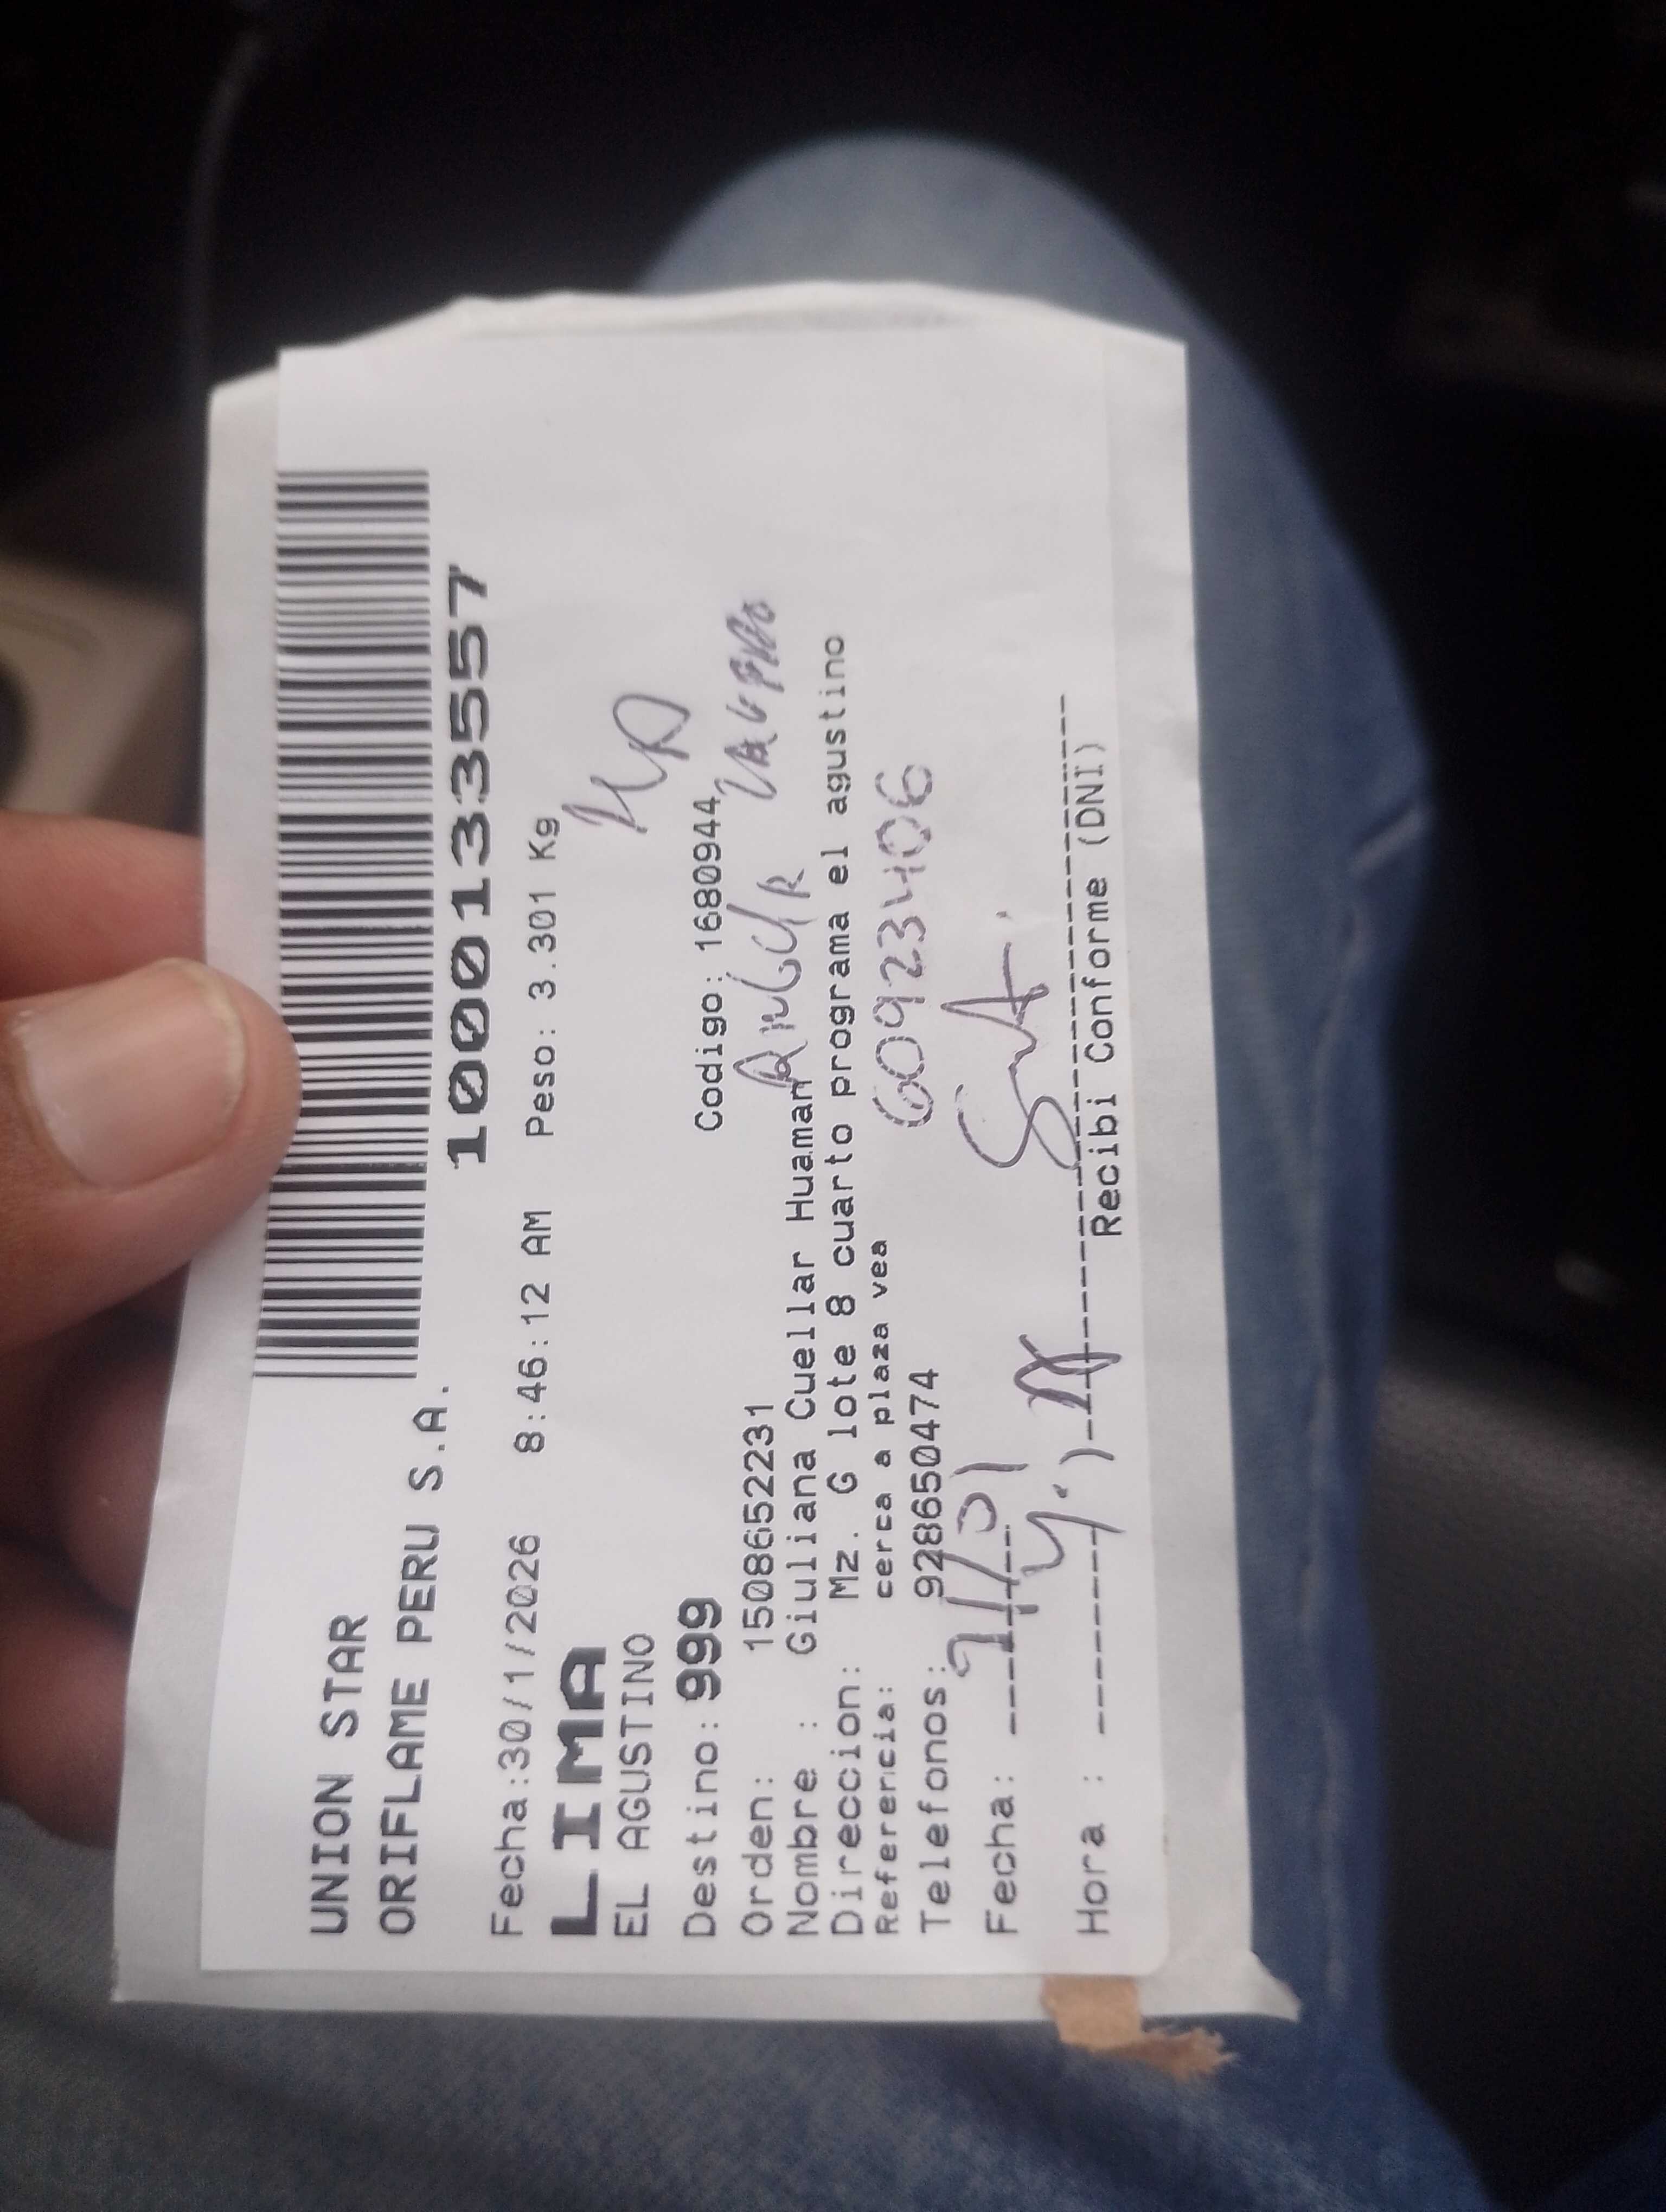 UNION STAR
ORIFLAME PERU S.A.
1000133557
Fecha:30/1/2026 8:46:12 AM Peso: 3.301 Kg
LIMA
EL AGUSTINO
Destino:999
Codigo: 1680944
Orden: 1508652231
Nombre : Giuliana Cuellar Huaman
Direccion: Mz. G lote 8 cuarto programa el agustino
Referencia: cerca a plaza vea
Telefonos: 928650474
60923406
Fecha:
Hora :
Recibi Conforme (DNI)